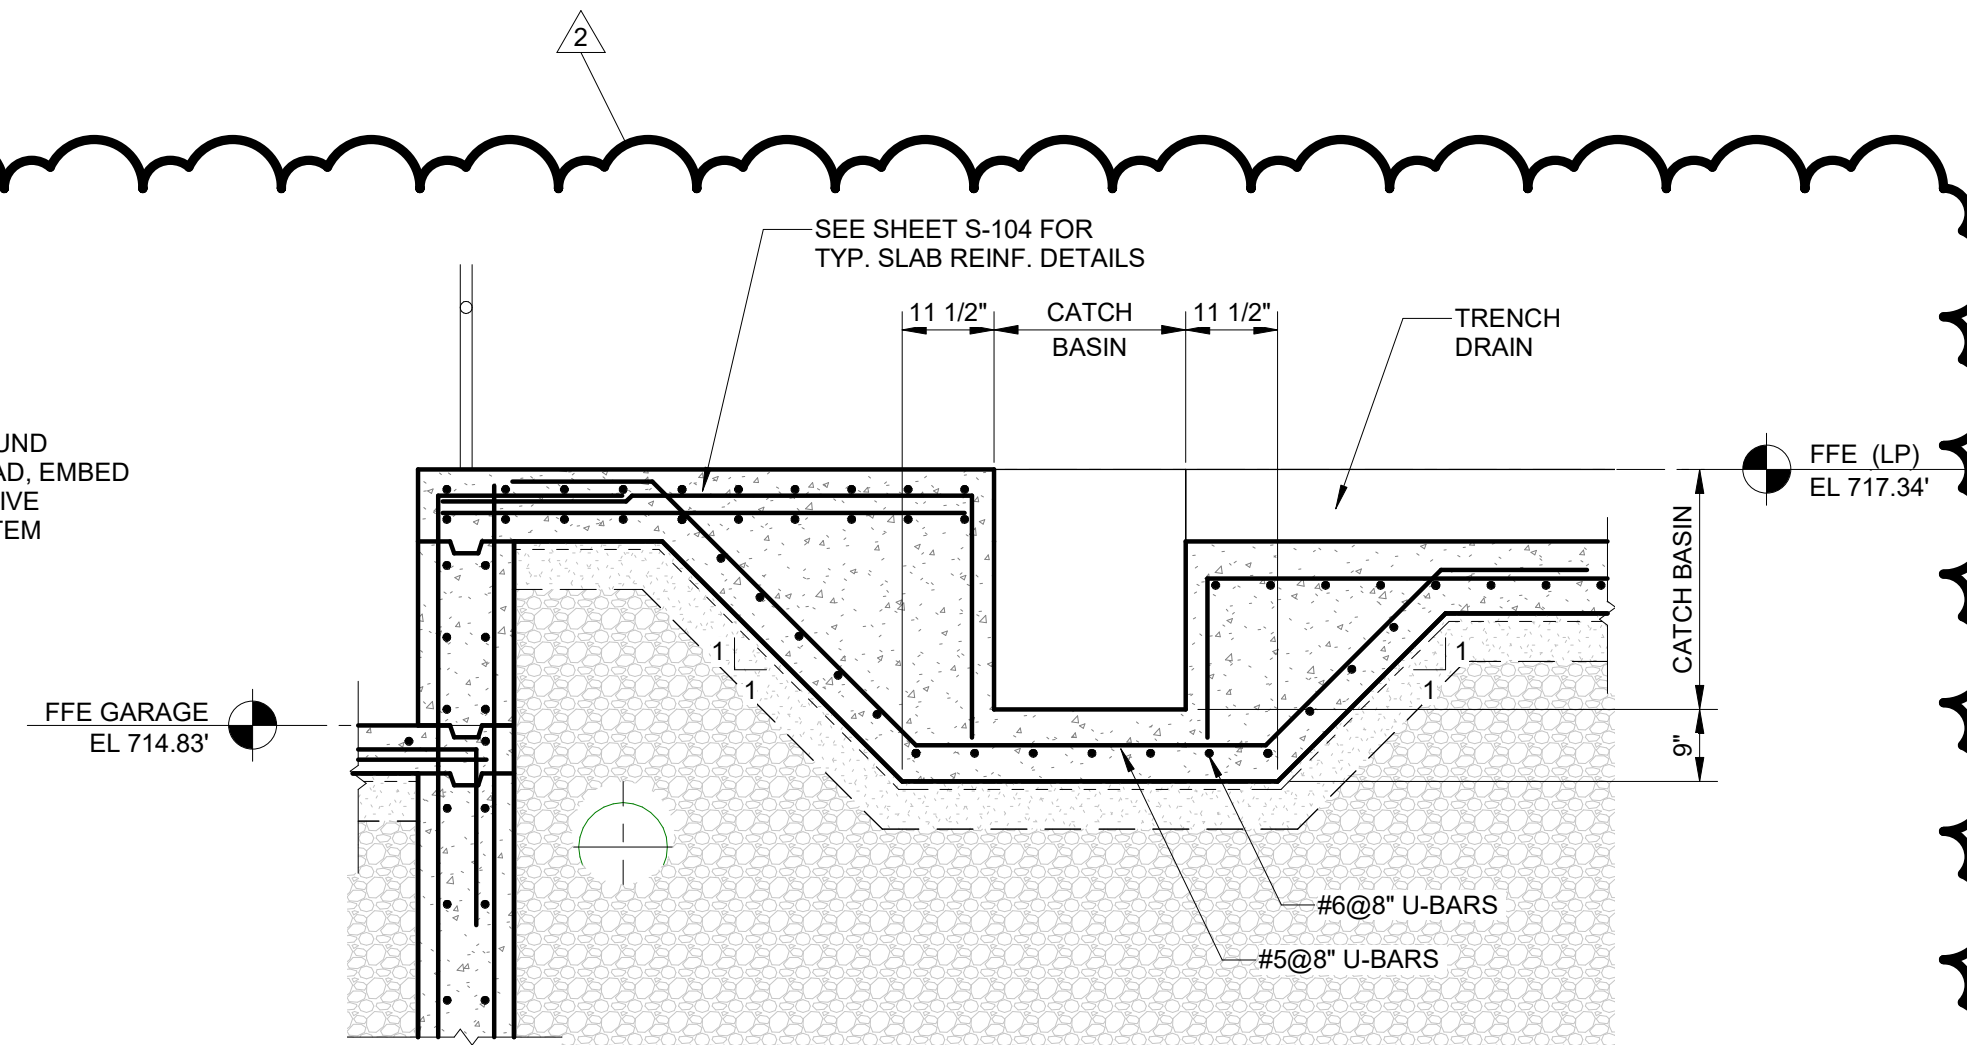 2
SEE SHEET S-104 FOR
TYP. SLAB REINF. DETAILS
11 1/2"
CATCH
BASIN
11 1/2"
TRENCH
DRAIN
UND
AD, EMBED
IVE
TEM
FFE (LP)
EL 717.34'
CATCH BASIN
9"
1
1
1
1
FFE GARAGE
EL 714.83'
#6@8" U-BARS
#5@8" U-BARS